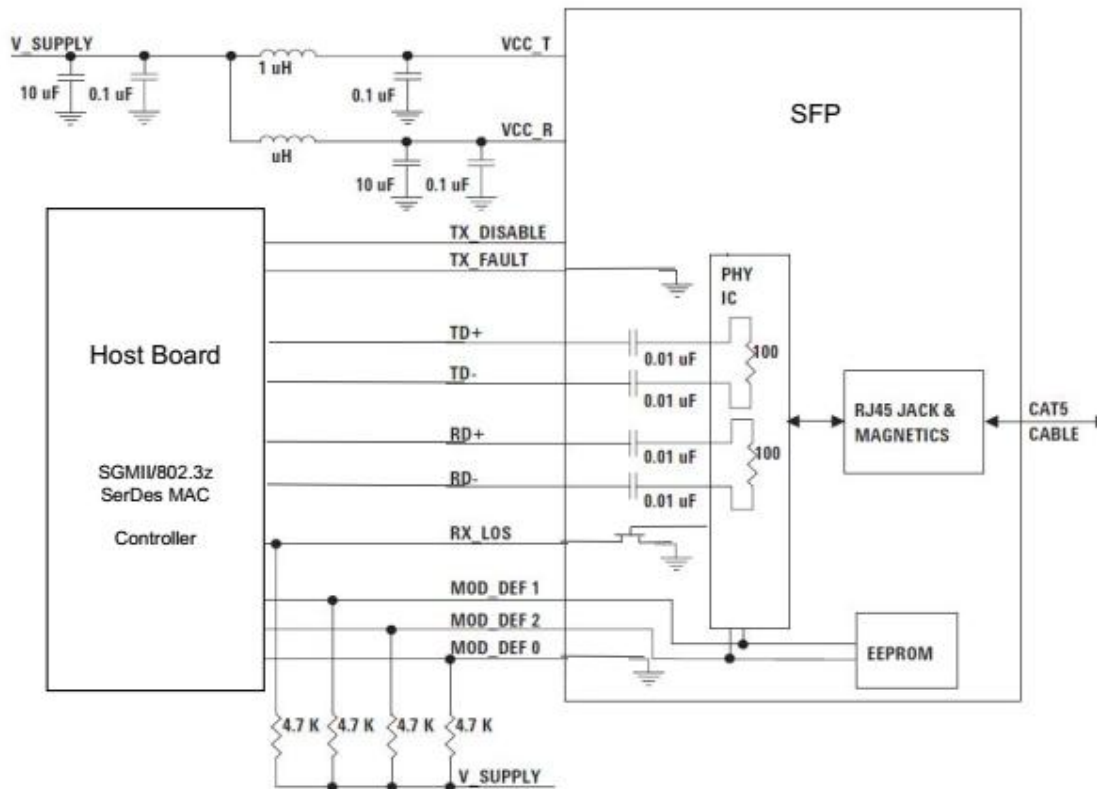 V_SUPPLY
1 uH
VCC_T
10 uF
0.1 uF
0.1 uF
VCC_R
uH
10 uF
0.1 uF
SFP
TX_DISABLE
TX_FAULT
PHY
IC
Host Board
TD+
0.01 uF
100
TD-
0.01 uF
RD+
0.01 uF
100
RD-
0.01 uF
RJ45 JACK &
MAGNETICS
CAT5
CABLE
SGMII/802.3z
SerDes MAC
Controller
RX_LOS
MOD_DEF 1
MOD_DEF 2
MOD_DEF 0
EEPROM
4.7 K
4.7 K
4.7 K
4.7 K
V_SUPPLY